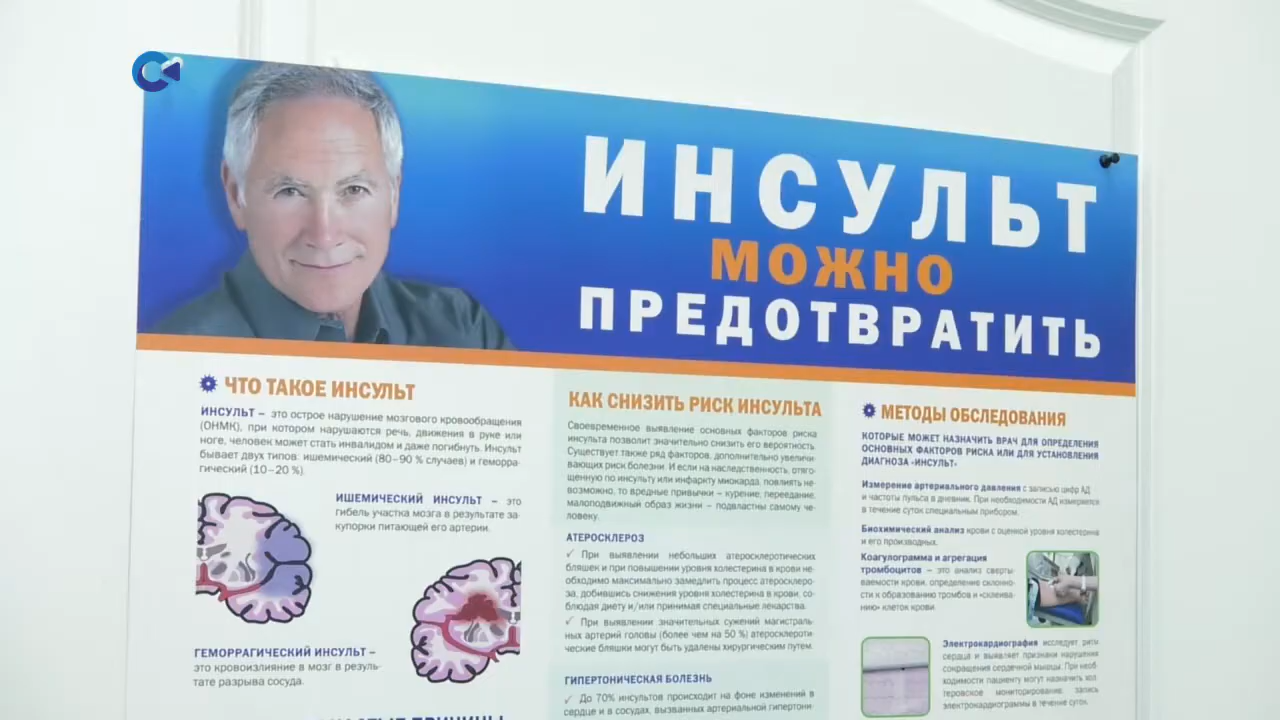 ИНСУЛЬТ
МОЖНО
ПРЕДОТВРАТИТЬ
ЧТО ТАКОЕ ИНСУЛЬТ
ИНСУЛЬТ – это острое нарушение мозгового кровообращения
(ОНМК), при котором нарушаются речь, движения в руке или
ноге, человек может стать инвалидом и даже погибнуть. Инсульт
бывает двух типов: ишемический (80–90 % случаев) и геморра-
гический (10–20 %).
ИШЕМИЧЕСКИЙ ИНСУЛЬТ – это
гибель участка мозга в результате за-
купорки питающей его артерии.
ГЕМОРРАГИЧЕСКИЙ ИНСУЛЬТ –
это кровоизлияние в мозг в резуль-
тате разрыва сосуда.
КАК СНИЗИТЬ РИСК ИНСУЛЬТА
Своевременное выявление основных факторов риска
инсульта позволит значительно снизить его вероятность.
Существует также ряд факторов, дополнительно увеличи-
вающих риск болезни. И если на наследственность, отяго-
щенную по инсульту или инфаркту миокарда, повлиять не-
возможно, то вредные привычки – курение, переедание,
малоподвижный образ жизни – подвластны самому че-
ловеку.
АТЕРОСКЛЕРОЗ
✓ При выявлении небольших атеросклеротических
бляшек и при повышении уровня холестерина в крови не-
обходимо максимально замедлить процесс атеросклеро-
за, добившись снижения уровня холестерина в крови, со-
блюдая диету и/или принимая специальные лекарства.
✓ При выявлении значительных сужений магистраль-
ных артерий головы (более чем на 50 %) атеросклероти-
ческие бляшки могут быть удалены хирургическим путем.
ГИПЕРТОНИЧЕСКАЯ БОЛЕЗНЬ
✓ До 70% инсультов происходит на фоне изменений в
сердце и в сосудах, вызванных артериальной гипертони-
МЕТОДЫ ОБСЛЕДОВАНИЯ
КОТОРЫЕ МОЖЕТ НАЗНАЧИТЬ ВРАЧ ДЛЯ ОПРЕДЕЛЕНИЯ
ОСНОВНЫХ ФАКТОРОВ РИСКА ИЛИ ДЛЯ УСТАНОВЛЕНИЯ
ДИАГНОЗА «ИНСУЛЬТ»
Измерение артериального давления с записью цифр АД
и частоты пульса в дневник. При необходимости АД измеряется
в течение суток специальным прибором.
Биохимический анализ крови с оценкой уровня холестерина
и его производных.
Коагулограмма и агрегация
тромбоцитов – это анализ сверты-
ваемости крови, определение склонно-
сти к образованию тромбов и «склеива-
нию» клеток крови.
Электрокардиография исследует ритм
сердца и выявляет признаки нарушения
сокращения сердечной мышцы. При необ-
ходимости пациенту могут назначить хол-
теровское мониторирование: запись
электрокардиограммы в течение суток.